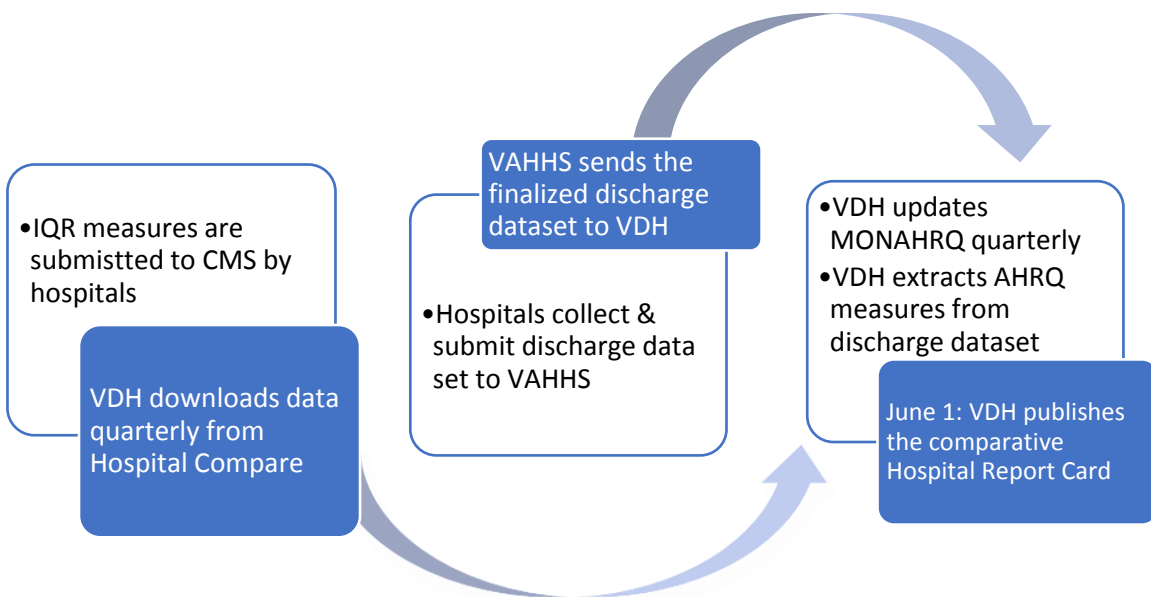 •IQR measures are
submistted to CMS by
hospitals
VDH downloads data
quarterly from
Hospital Compare
VAHHS sends the
finalized discharge
dataset to VDH
•Hospitals collect &
submit discharge data
set to VAHHS
•VDH updates
MONAHRQ quarterly
•VDH extracts AHRQ
measures from
discharge dataset
June 1: VDH publishes
the comparative
Hospital Report Card